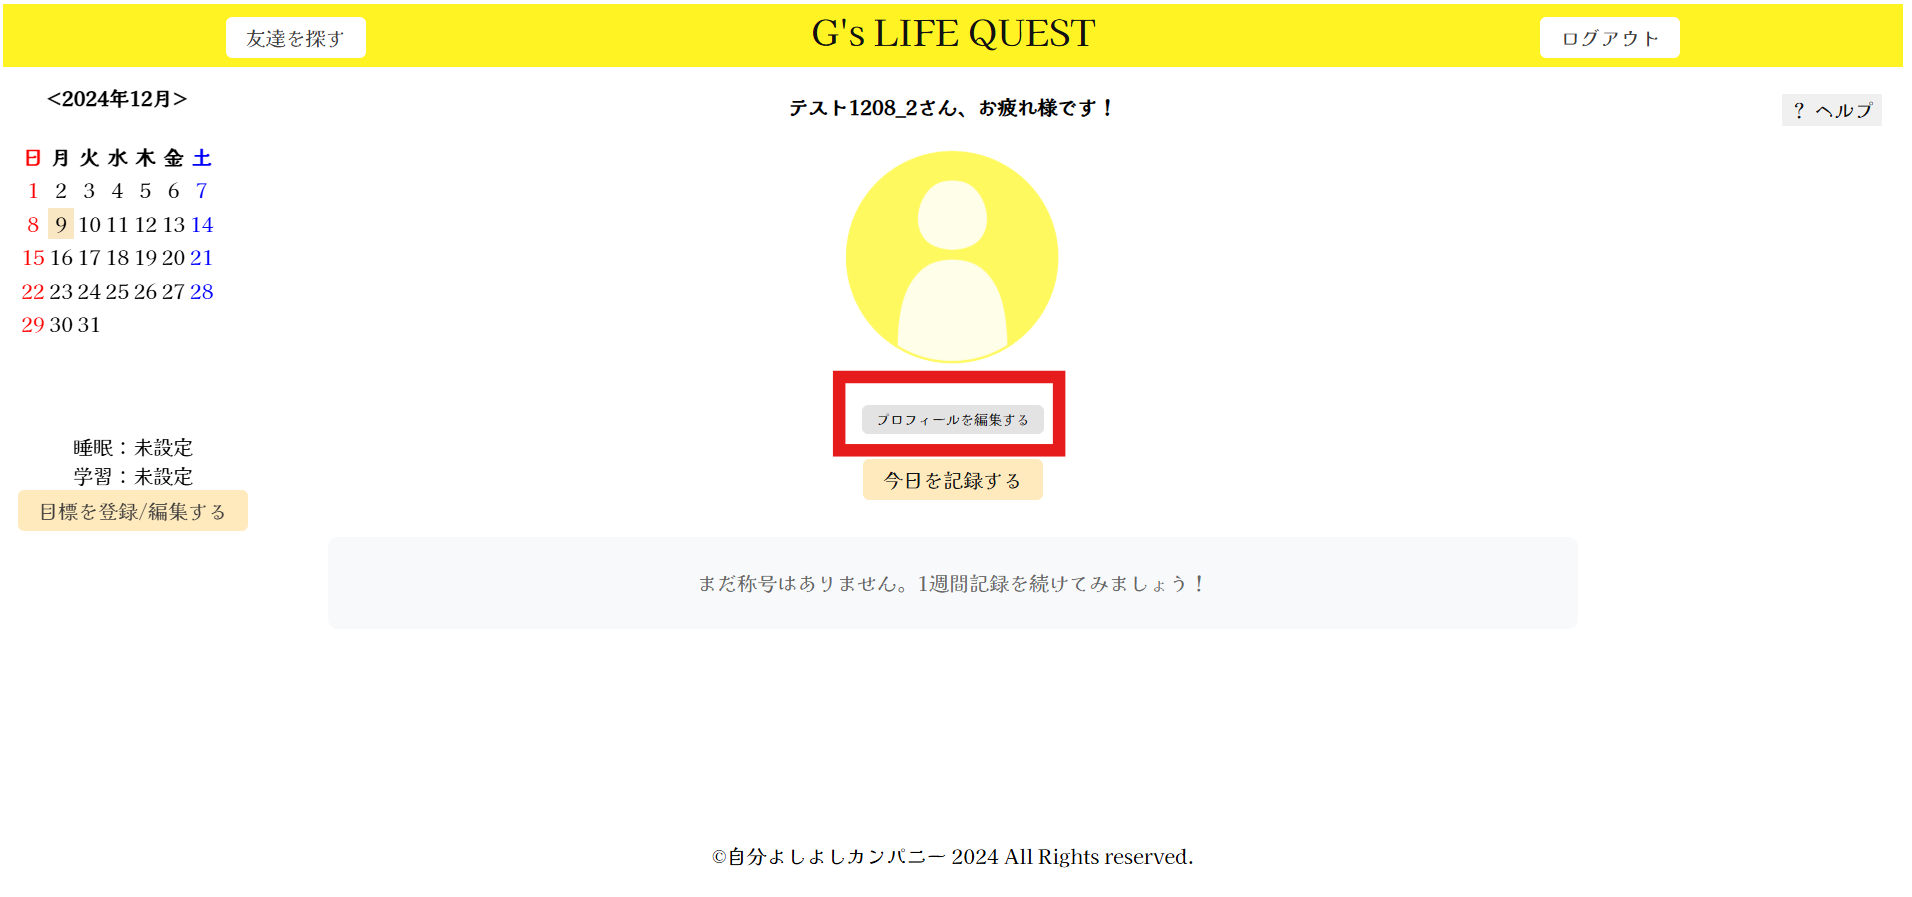 友達を探す
G's LIFE QUEST
ログアウト
<2024年12月>
テスト1208_2さん、お疲れ様です！
？ ヘルプ
日 月 火 水 木 金 土
1 2 3 4 5 6 7
8 9 10 11 12 13 14
15 16 17 18 19 20 21
22 23 24 25 26 27 28
29 30 31
プロフィールを編集する
今日を記録する
睡眠：未設定
学習：未設定
目標を登録/編集する
まだ称号はありません。1週間記録を続けてみましょう！
©自分よしよしカンパニー 2024 All Rights reserved.